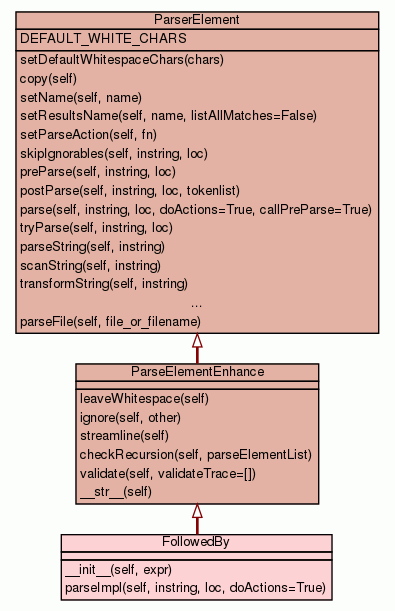 ParserElement
DEFAULT_WHITE_CHARS
setDefaultWhitespaceChars(chars)
copy(self)
setName(self, name)
setResultsName(self, name, listAllMatches=False)
setParseAction(self, fn)
skipIgnorables(self, instring, loc)
preParse(self, instring, loc)
postParse(self, instring, loc, tokenlist)
parse(self, instring, loc, doActions=True, callPreParse=True)
tryParse(self, instring, loc)
parseString(self, instring)
scanString(self, instring)
transformString(self, instring)
...
parseFile(self, file_or_filename)
ParseElementEnhance
leaveWhitespace(self)
ignore(self, other)
streamline(self)
checkRecursion(self, parseElementList)
validate(self, validateTrace=[])
__str__(self)
FollowedBy
__init__(self, expr)
parseImpl(self, instring, loc, doActions=True)